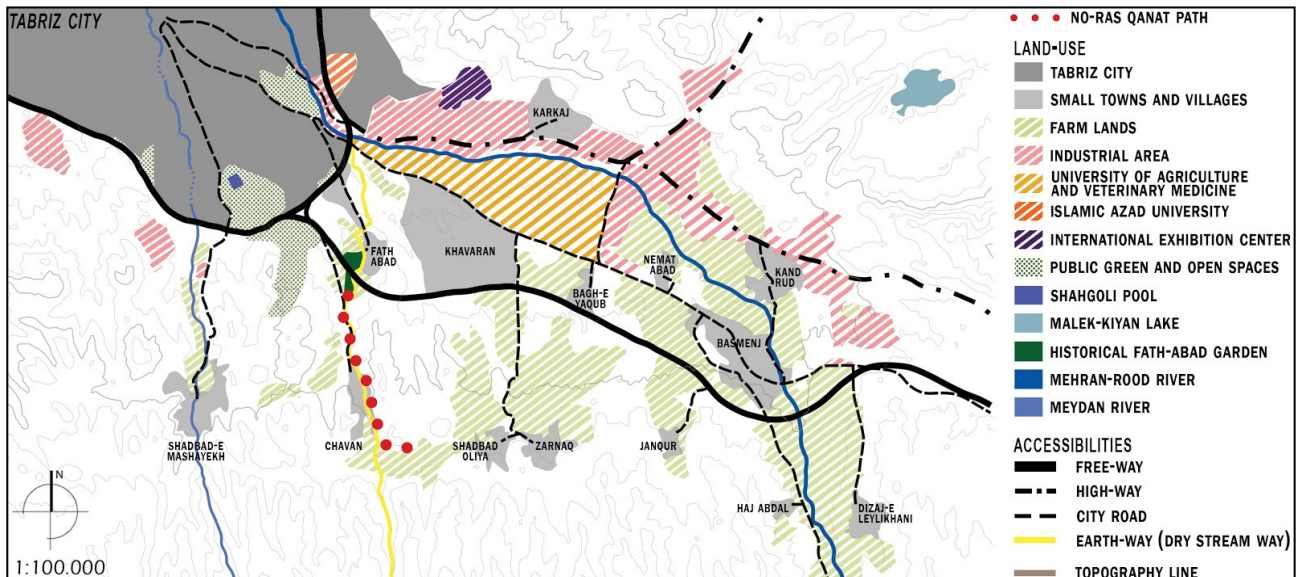 TABRIZ CITY
KARKAJ
FATH
ABAD
KHAVARAN
BAGH-E
YAQUB
NEMAT
ABAD
KAND
RUD
BASMENJ
SHADBAD-E
MASHAYEKH
CHAVAN
SHADBAD
OLIYA
ZARNAQ
JANQUR
HAJ ABDAL
DIZAJ-E
LEYLIKHANI
N
1:100.000
NO-RAS QANAT PATH
LAND-USE
TABRIZ CITY
SMALL TOWNS AND VILLAGES
FARM LANDS
INDUSTRIAL AREA
UNIVERSITY OF AGRICULTURE
AND VETERINARY MEDICINE
ISLAMIC AZAD UNIVERSITY
INTERNATIONAL EXHIBITION CENTER
PUBLIC GREEN AND OPEN SPACES
SHAHGOLI POOL
MALEK-KIYAN LAKE
HISTORICAL FATH-ABAD GARDEN
MEHRAN-ROOD RIVER
MEYDAN RIVER
ACCESSIBILITIES
FREE-WAY
HIGH-WAY
CITY ROAD
EARTH-WAY (DRY STREAM WAY)
TOPOGRAPHY LINE